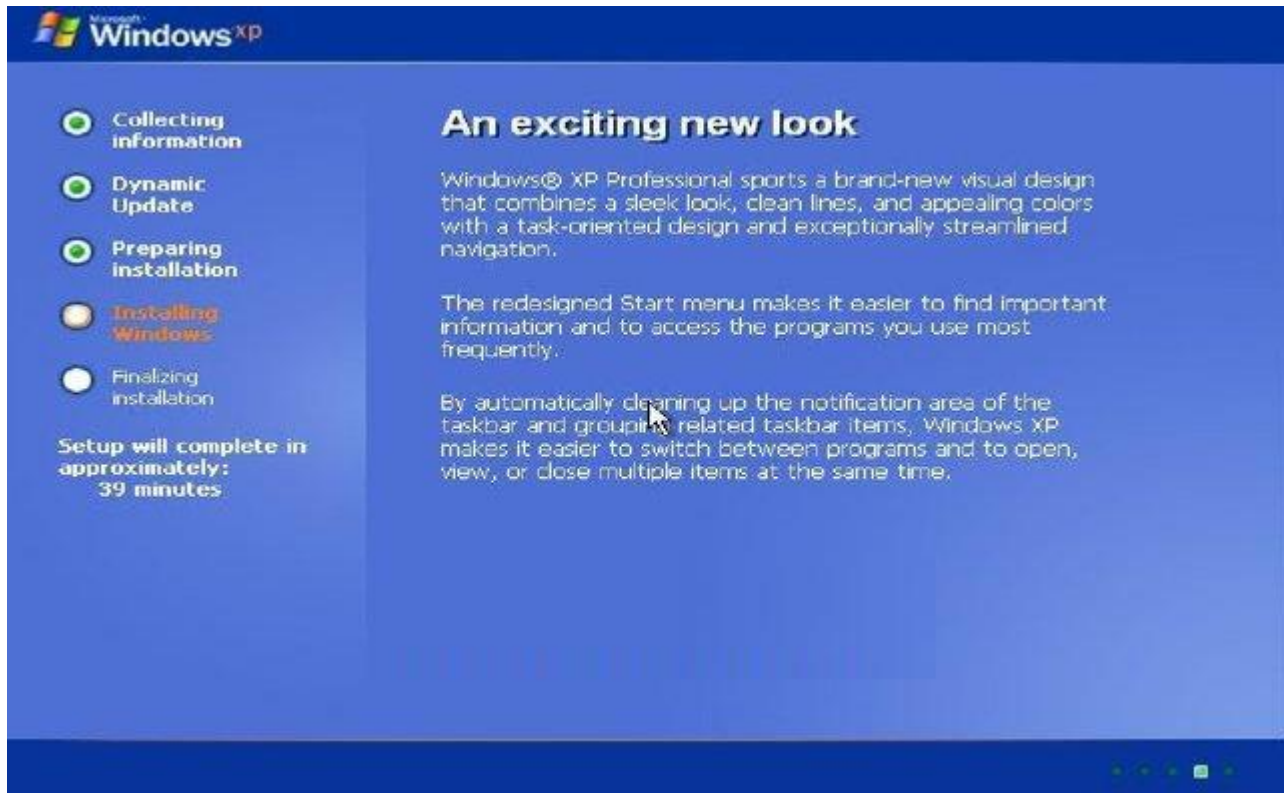 Microsoft
Windows xp
Collecting
information
Dynamic
Update
Preparing
installation
Installing
Windows
Finalizing
installation
Setup will complete in
approximately:
39 minutes
An exciting new look
Windows® XP Professional sports a brand-new visual design
that combines a sleek look, clean lines, and appealing colors
with a task-oriented design and exceptionally streamlined
navigation.
The redesigned Start menu makes it easier to find important
information and to access the programs you use most
frequently.
By automatically cleaning up the notification area of the
taskbar and grouping related taskbar items, Windows XP
makes it easier to switch between programs and to open,
view, or close multiple items at the same time.